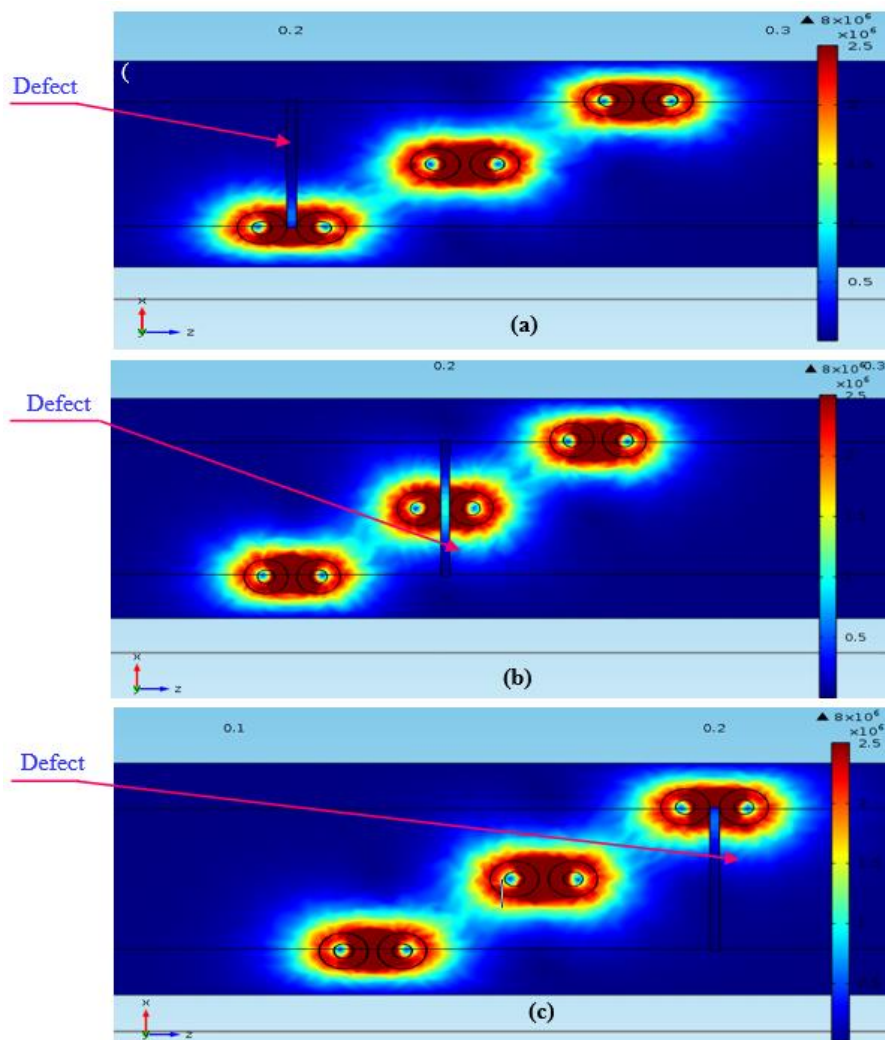 0.2 0.3 ▲ 8×10⁶
×10⁶
2.5
(
Defect
0.5
x
y z
(a)
0.2 ▲ 8×10⁶ 0.3
×10⁶
2.5
Defect
0.5
x
y z
(b)
0.1 0.2 ▲ 8×10⁶
×10⁶
2.5
Defect
x
y z
(c)